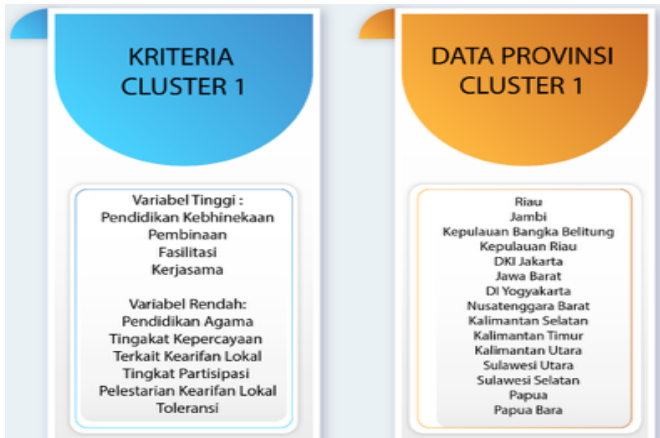 KRITERIA
CLUSTER 1
Variabel Tinggi :
Pendidikan Kebhinekaan
Pembinaan
Fasilitasi
Kerjasama
Variabel Rendah:
Pendidikan Agama
Tingakat Kepercayaan
Terkait Kearifan Lokal
Tingkat Partisipasi
Pelestarian Kearifan Lokal
Toleransi
DATA PROVINSI
CLUSTER 1
Riau
Jambi
Kepulauan Bangka Belitung
Kepulauan Riau
DKI Jakarta
Jawa Barat
DI Yogyakarta
Nusatenggara Barat
Kalimantan Selatan
Kalimantan Timur
Kalimantan Utara
Sulawesi Utara
Sulawesi Selatan
Papua
Papua Bara